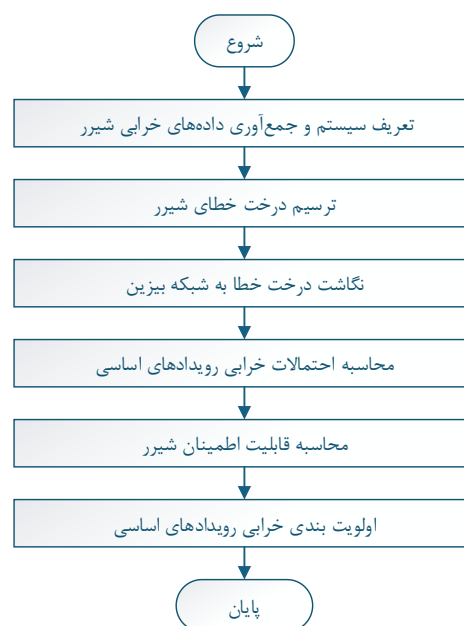 شروع
تعریف سیستم و جمع‌آوری داده‌های خرابی شیرر
ترسیم درخت خطای شیرر
نگاشت درخت خطا به شبکه بیزین
محاسبه احتمالات خرابی رویدادهای اساسی
محاسبه قابلیت اطمینان شیرر
اولویت بندی خرابی رویدادهای اساسی
پایان